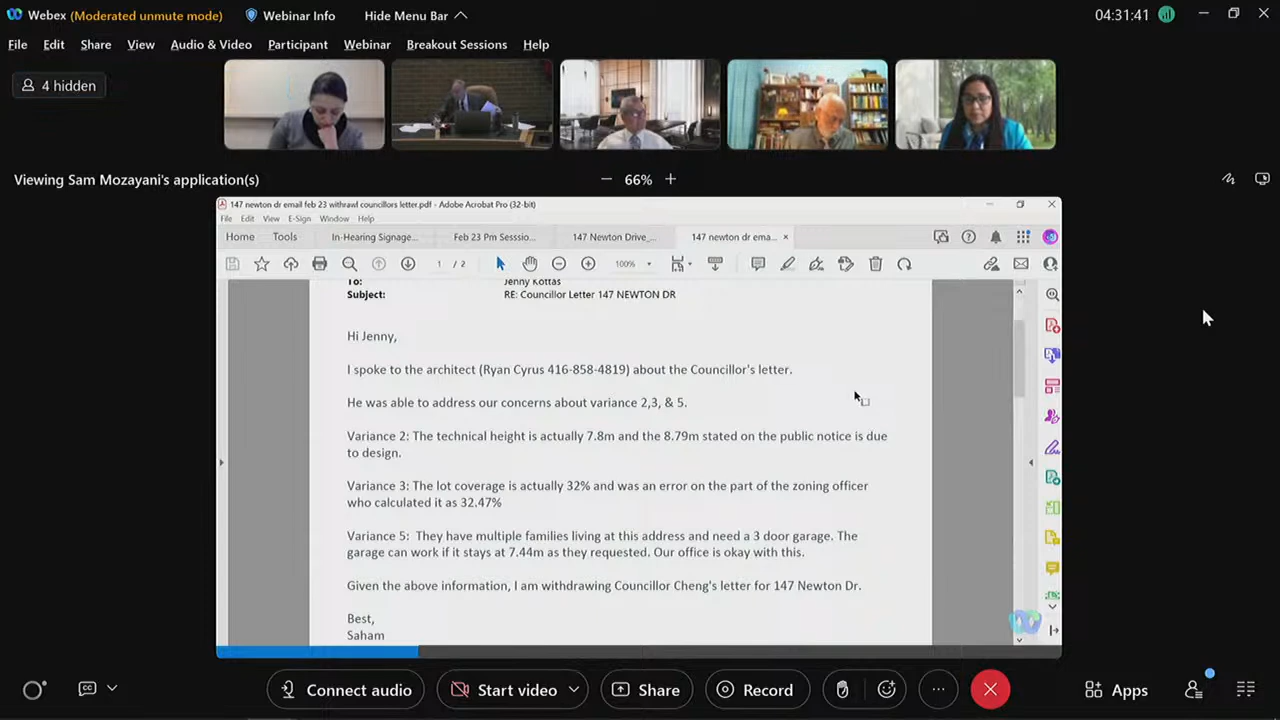 Webex (Moderated unmute mode) Webinar Info Hide Menu Bar 04:31:41
File Edit Share View Audio & Video Participant Webinar Breakout Sessions Help
4 hidden
Viewing Sam Mozayani's application(s) 66%
147 newton dr email feb 23 withrawl councillors letter.pdf - Adobe Acrobat Pro (32-bit)
File Edit View E-Sign Window Help
Home Tools In-Hearing Signage... Feb 23 Pm Sesssio... 147 Newton Drive_... 147 newton dr ema... ×
1 / 2 100%
To: Jenny Kottas
Subject: RE: Councillor Letter 147 NEWTON DR
Hi Jenny,
I spoke to the architect (Ryan Cyrus 416-858-4819) about the Councillor's letter.
He was able to address our concerns about variance 2,3, & 5.
Variance 2: The technical height is actually 7.8m and the 8.79m stated on the public notice is due
to design.
Variance 3: The lot coverage is actually 32% and was an error on the part of the zoning officer
who calculated it as 32.47%
Variance 5: They have multiple families living at this address and need a 3 door garage. The
garage can work if it stays at 7.44m as they requested. Our office is okay with this.
Given the above information, I am withdrawing Councillor Cheng's letter for 147 Newton Dr.
Best,
Saham
CC Connect audio Start video Share Record Apps